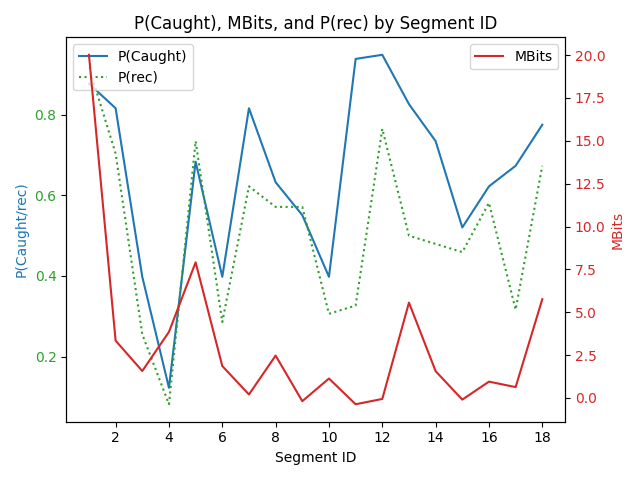 P(Caught), MBits, and P(rec) by Segment ID
P(Caught)
P(rec)
MBits
0.8
0.6
0.4
0.2
P(Caught/rec)
20.0
17.5
15.0
12.5
10.0
7.5
5.0
2.5
0.0
MBits
2 4 6 8 10 12 14 16 18
Segment ID